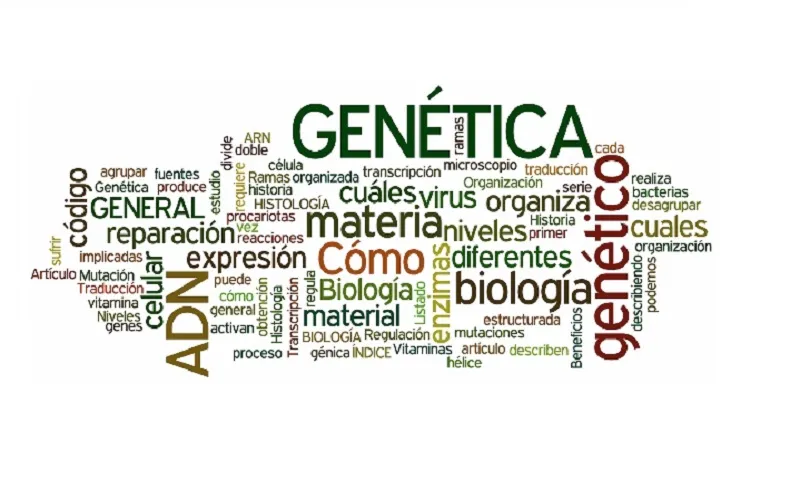 GENÉTICA
ramas
cada
ARN
doble
divide
estudio
requiere
célula
agrupar
fuentes
Genética
produce
código
Ramas
organizada
transcripción
microscopio
traducción
historia
HISTOLOGÍA
cuáles
virus
Organización
serie
realiza
bacterias
desagrupar
GENERAL
procariotas
vez
reacciones
materia
organiza
genético
niveles
Historia
primer
cuales
organización
sufrir
reparación
implicadas
expresión
Cómo
enzimas
diferentes
Artículo
Mutación
Traducción
vitamina
Niveles
genes
celular
ADN
puede
cómo
general
activan
obtención
Histología
Transcripción
regula
Biología
material
Listado
biología
describiendo
podemos
estructurada
Beneficios
BIOLOGÍA
Regulación
mutaciones
proceso
génica
ÍNDICE
Vitaminas
artículo
describen
hélice